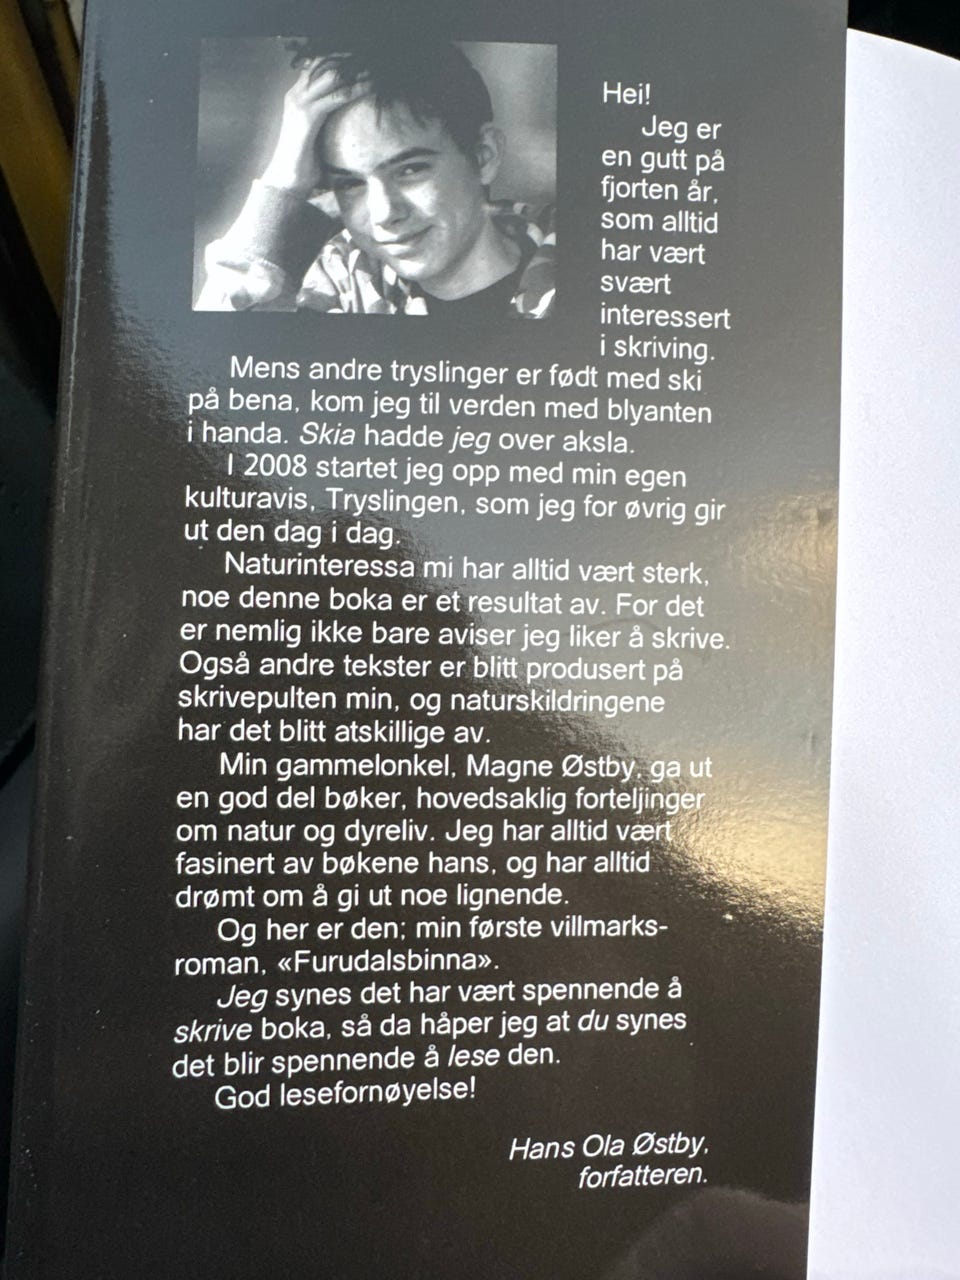 Hei!
Jeg er
en gutt på
fjorten år,
som alltid
har vært
svært
interessert
i skriving.
Mens andre tryslinger er født med ski
på bena, kom jeg til verden med blyanten
i handa. Skia hadde jeg over aksla.
I 2008 startet jeg opp med min egen
kulturavis, Tryslingen, som jeg for øvrig gir
ut den dag i dag.
Naturinteressa mi har alltid vært sterk,
noe denne boka er et resultat av. For det
er nemlig ikke bare aviser jeg liker å skrive.
Også andre tekster er blitt produsert på
skrivepulten min, og naturskildringene
har det blitt atskillige av.
Min gammelonkel, Magne Østby, ga ut
en god del bøker, hovedsaklig forteljinger
om natur og dyreliv. Jeg har alltid vært
fasinert av bøkene hans, og har alltid
drømt om å gi ut noe lignende.
Og her er den; min første villmarks-
roman, «Furudalsbinna».
Jeg synes det har vært spennende å
skrive boka, så da håper jeg at du synes
det blir spennende å lese den.
God lesefornøyelse!
Hans Ola Østby,
forfatteren.